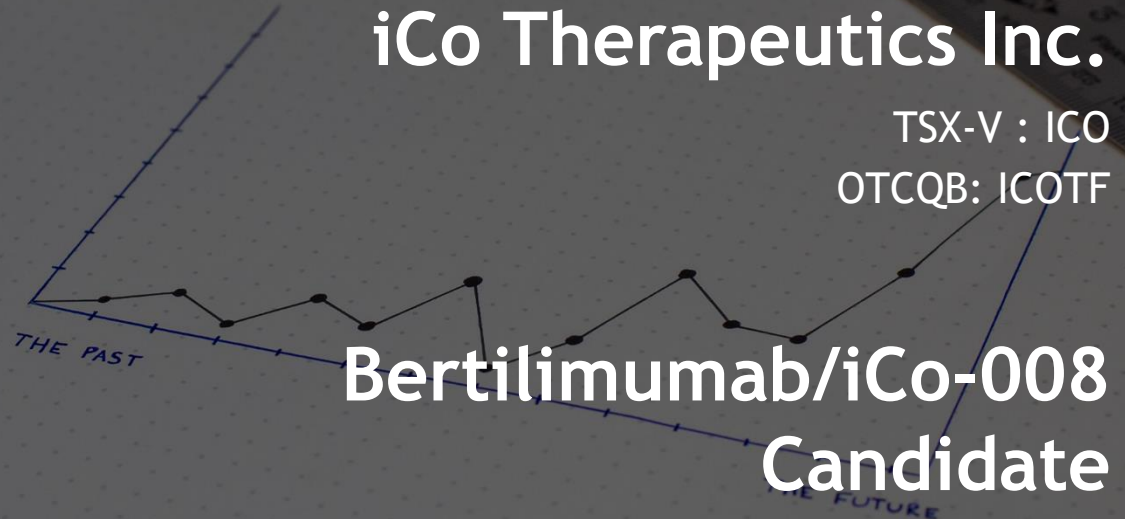 iCo Therapeutics Inc.
TSX-V : ICO
OTCQB: ICOTF
THE PAST
Bertilimumab/iCo-008
Candidate
THE FUTURE